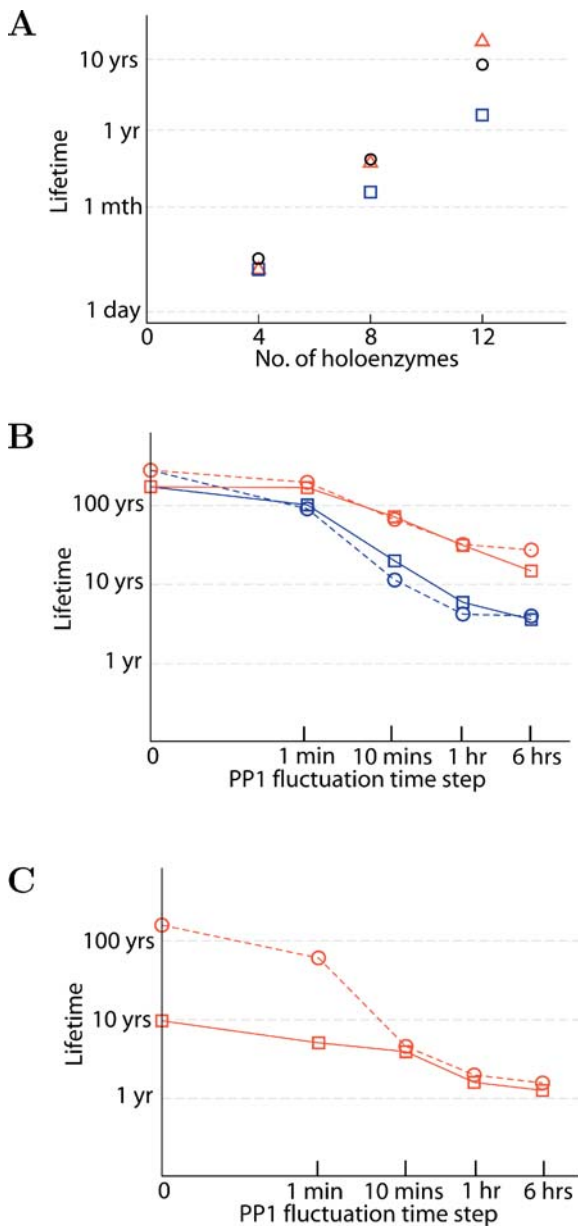 A
10 yrs
1 yr
1 mth
1 day
Lifetime
0
4
8
12
No. of holoenzymes
B
100 yrs
10 yrs
1 yr
Lifetime
0
1 min
10 mins
1 hr
6 hrs
PP1 fluctuation time step
C
100 yrs
10 yrs
1 yr
Lifetime
0
1 min
10 mins
1 hr
6 hrs
PP1 fluctuation time step